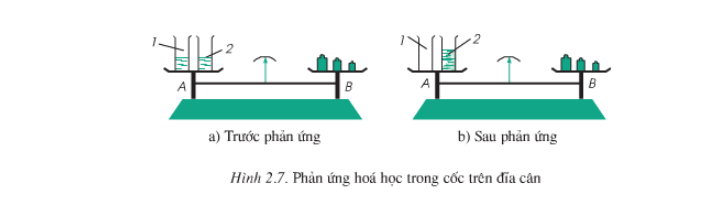 1
2
A
B
1
2
A
B
a) Trước phản ứng
b) Sau phản ứng
Hình 2.7. Phản ứng hoá học trong cốc trên đĩa cân